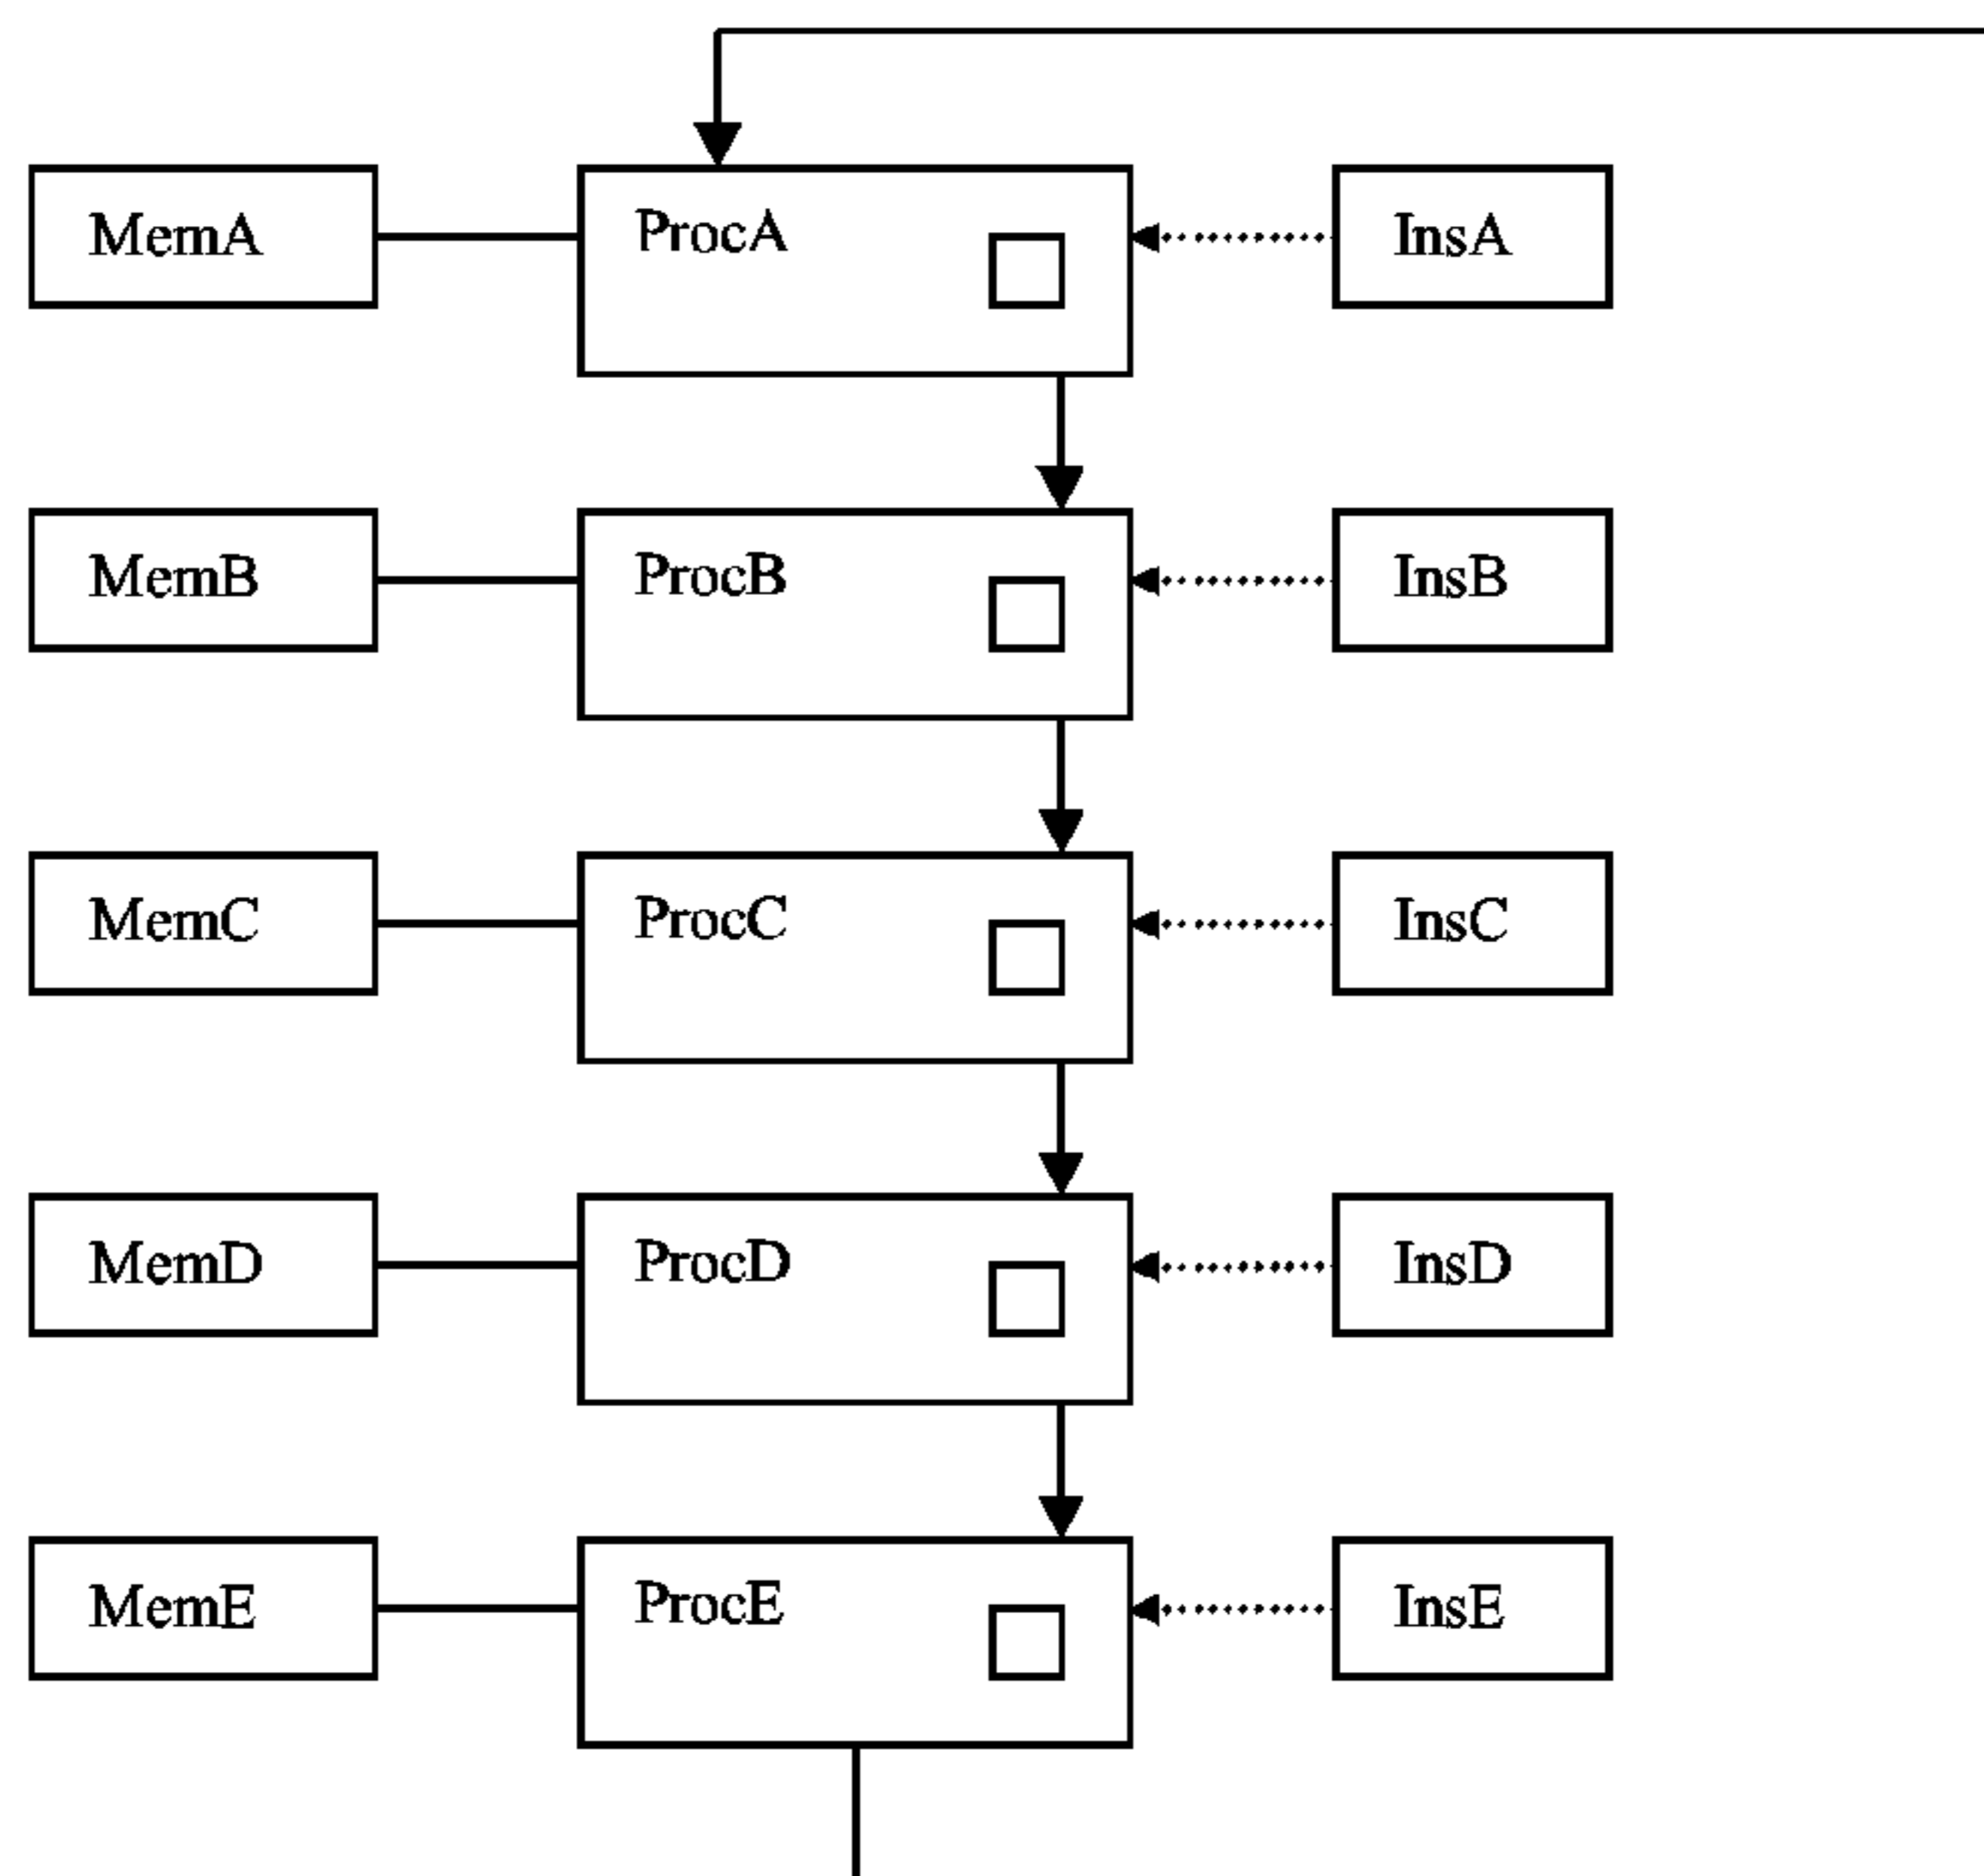 MemA
ProcA
InsA
MemB
ProcB
InsB
MemC
ProcC
InsC
MemD
ProcD
InsD
MemE
ProcE
InsE